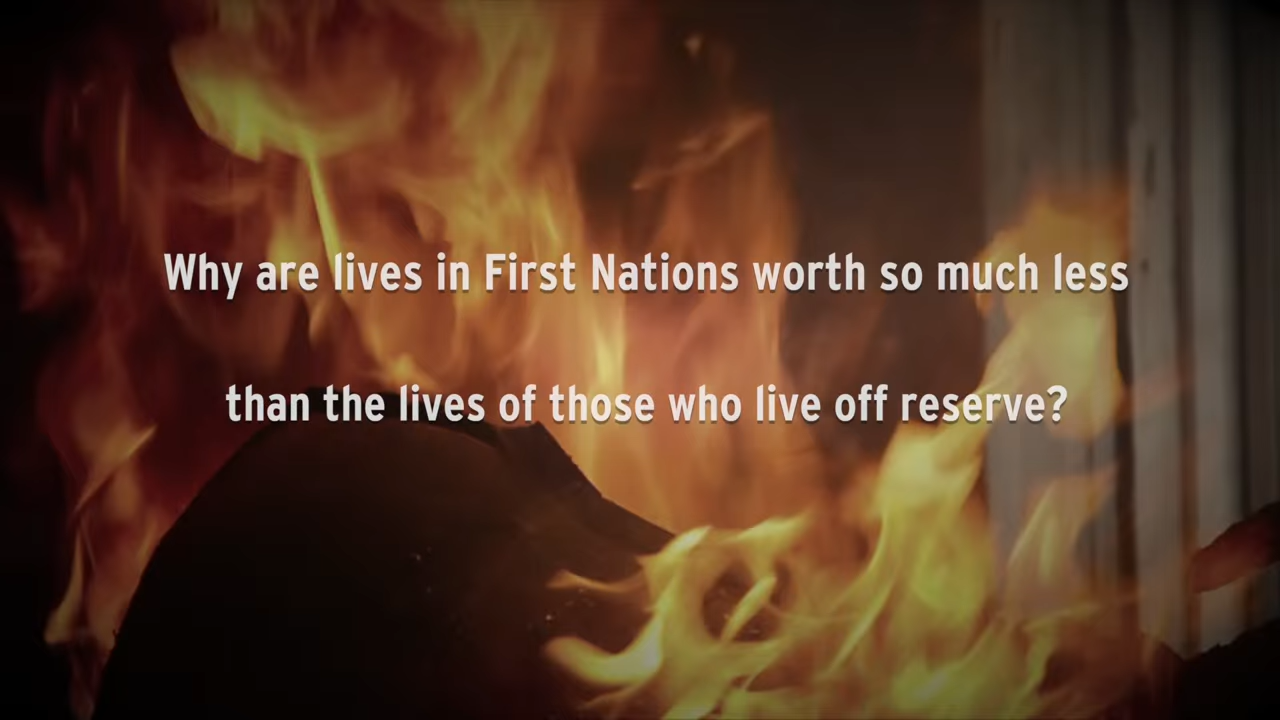 Why are lives in First Nations worth so much less
than the lives of those who live off reserve?